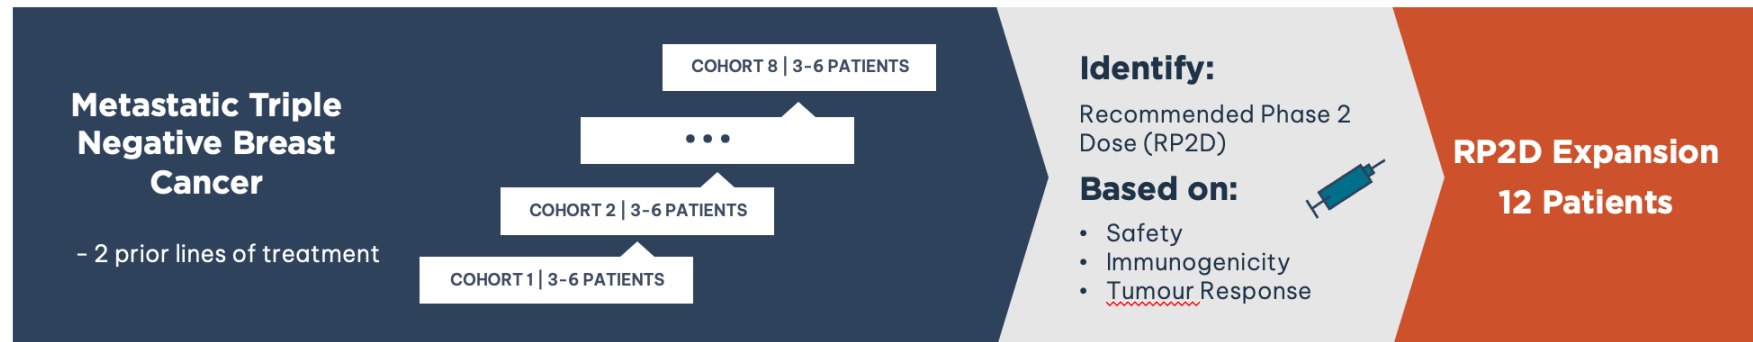 Metastatic Triple
Negative Breast
Cancer
- 2 prior lines of treatment
COHORT 8 | 3-6 PATIENTS
•••
COHORT 2 | 3-6 PATIENTS
COHORT 1 | 3-6 PATIENTS
Identify:
Recommended Phase 2
Dose (RP2D)
Based on:
• Safety
• Immunogenicity
• Tumour Response
RP2D Expansion
12 Patients